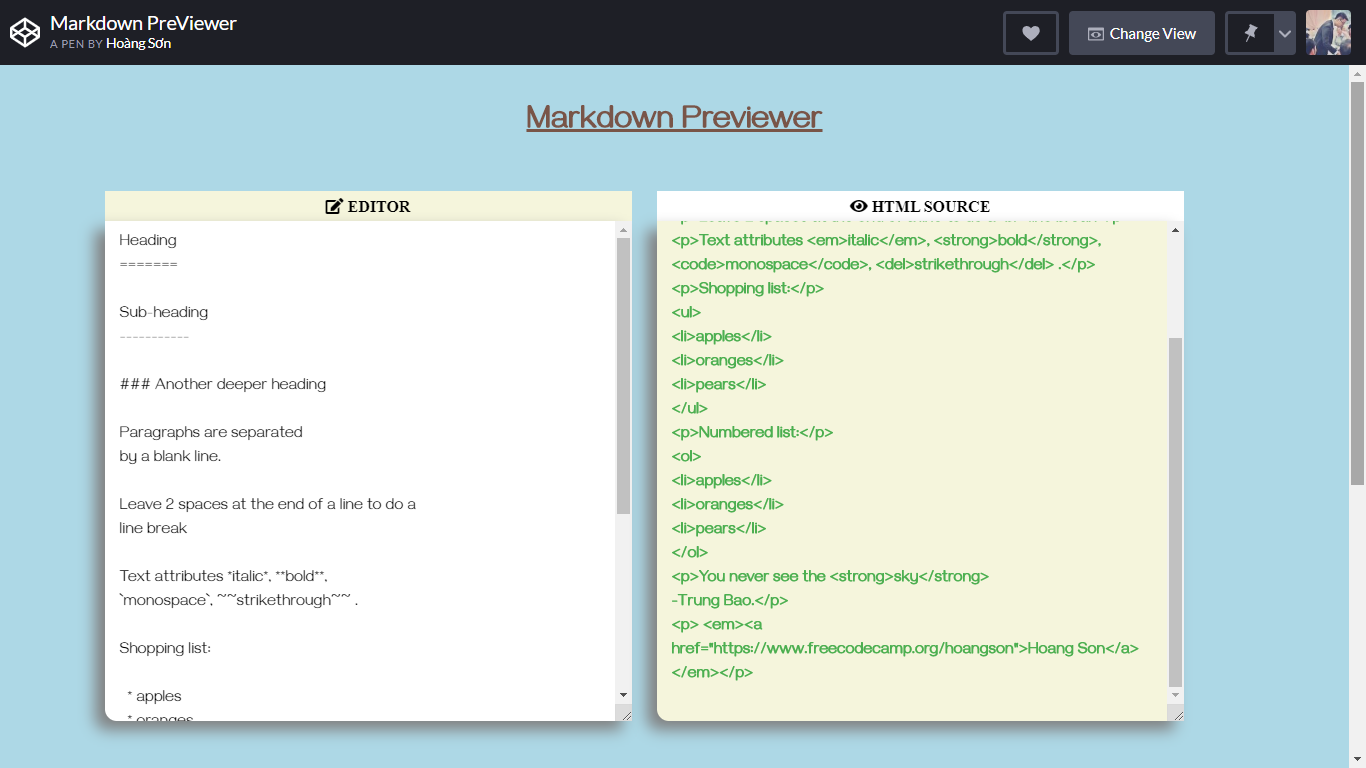 Markdown PreViewer
A PEN BY Hoàng Sơn
Change View
Markdown Previewer
EDITOR
Heading
=======
Sub-heading
-----------
### Another deeper heading
Paragraphs are separated
by a blank line.
Leave 2 spaces at the end of a line to do a
line break
Text attributes *italic*, **bold**,
`monospace`, ~~strikethrough~~ .
Shopping list:
* apples
* oranges
HTML SOURCE
<p>Text attributes <em>italic</em>, <strong>bold</strong>,
<code>monospace</code>, <del>strikethrough</del> .</p>
<p>Shopping list:</p>
<ul>
<li>apples</li>
<li>oranges</li>
<li>pears</li>
</ul>
<p>Numbered list:</p>
<ol>
<li>apples</li>
<li>oranges</li>
<li>pears</li>
</ol>
<p>You never see the <strong>sky</strong>
-Trung Bao.</p>
<p> <em><a
href="https://www.freecodecamp.org/hoangson">Hoang Son</a>
</em></p>